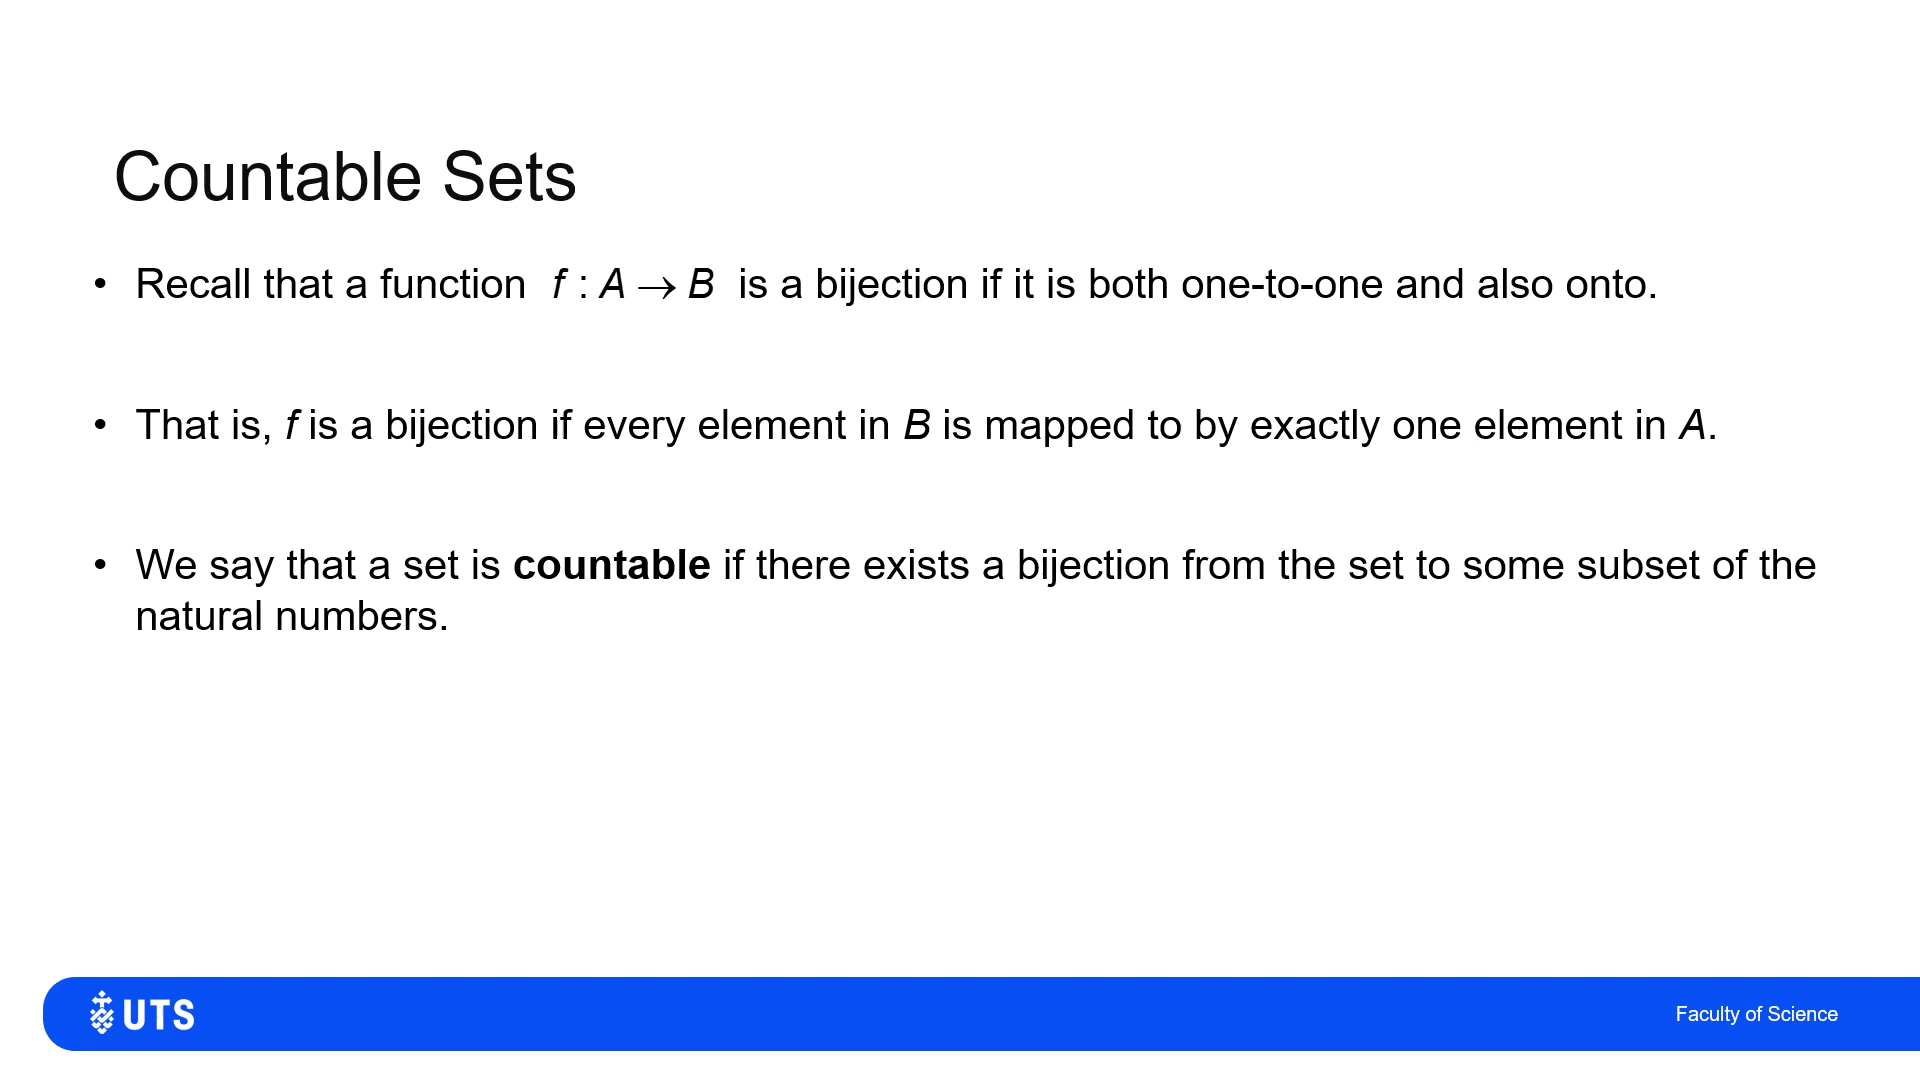 Countable Sets
• Recall that a function f : A → B is a bijection if it is both one-to-one and also onto.
• That is, f is a bijection if every element in B is mapped to by exactly one element in A.
• We say that a set is countable if there exists a bijection from the set to some subset of the
natural numbers.
UTS
Faculty of Science